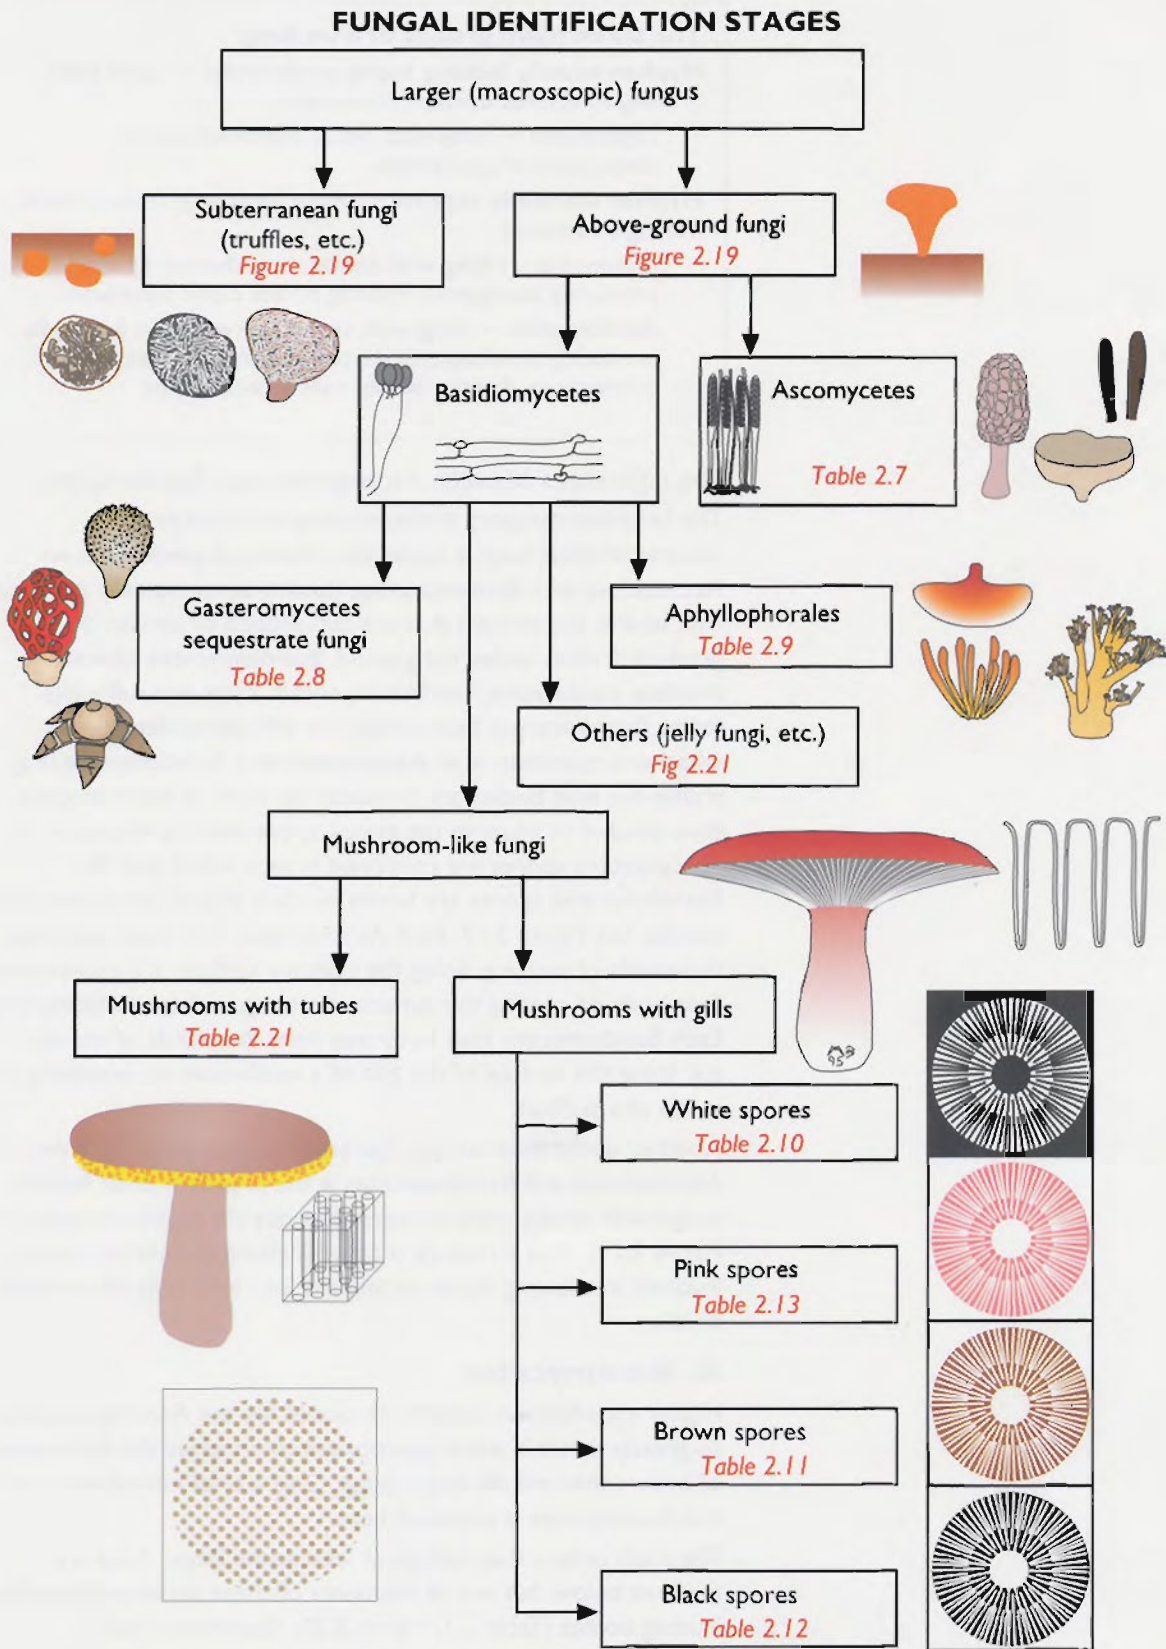 FUNGAL IDENTIFICATION STAGES
Larger (macroscopic) fungus
Subterranean fungi
(truffles, etc.)
Figure 2.19
Above-ground fungi
Figure 2.19
Basidiomycetes
Ascomycetes
Table 2.7
Gasteromycetes
sequestrate fungi
Table 2.8
Aphyllophorales
Table 2.9
Others (jelly fungi, etc.)
Fig 2.21
Mushroom-like fungi
Mushrooms with tubes
Table 2.21
Mushrooms with gills
White spores
Table 2.10
Pink spores
Table 2.13
Brown spores
Table 2.11
Black spores
Table 2.12